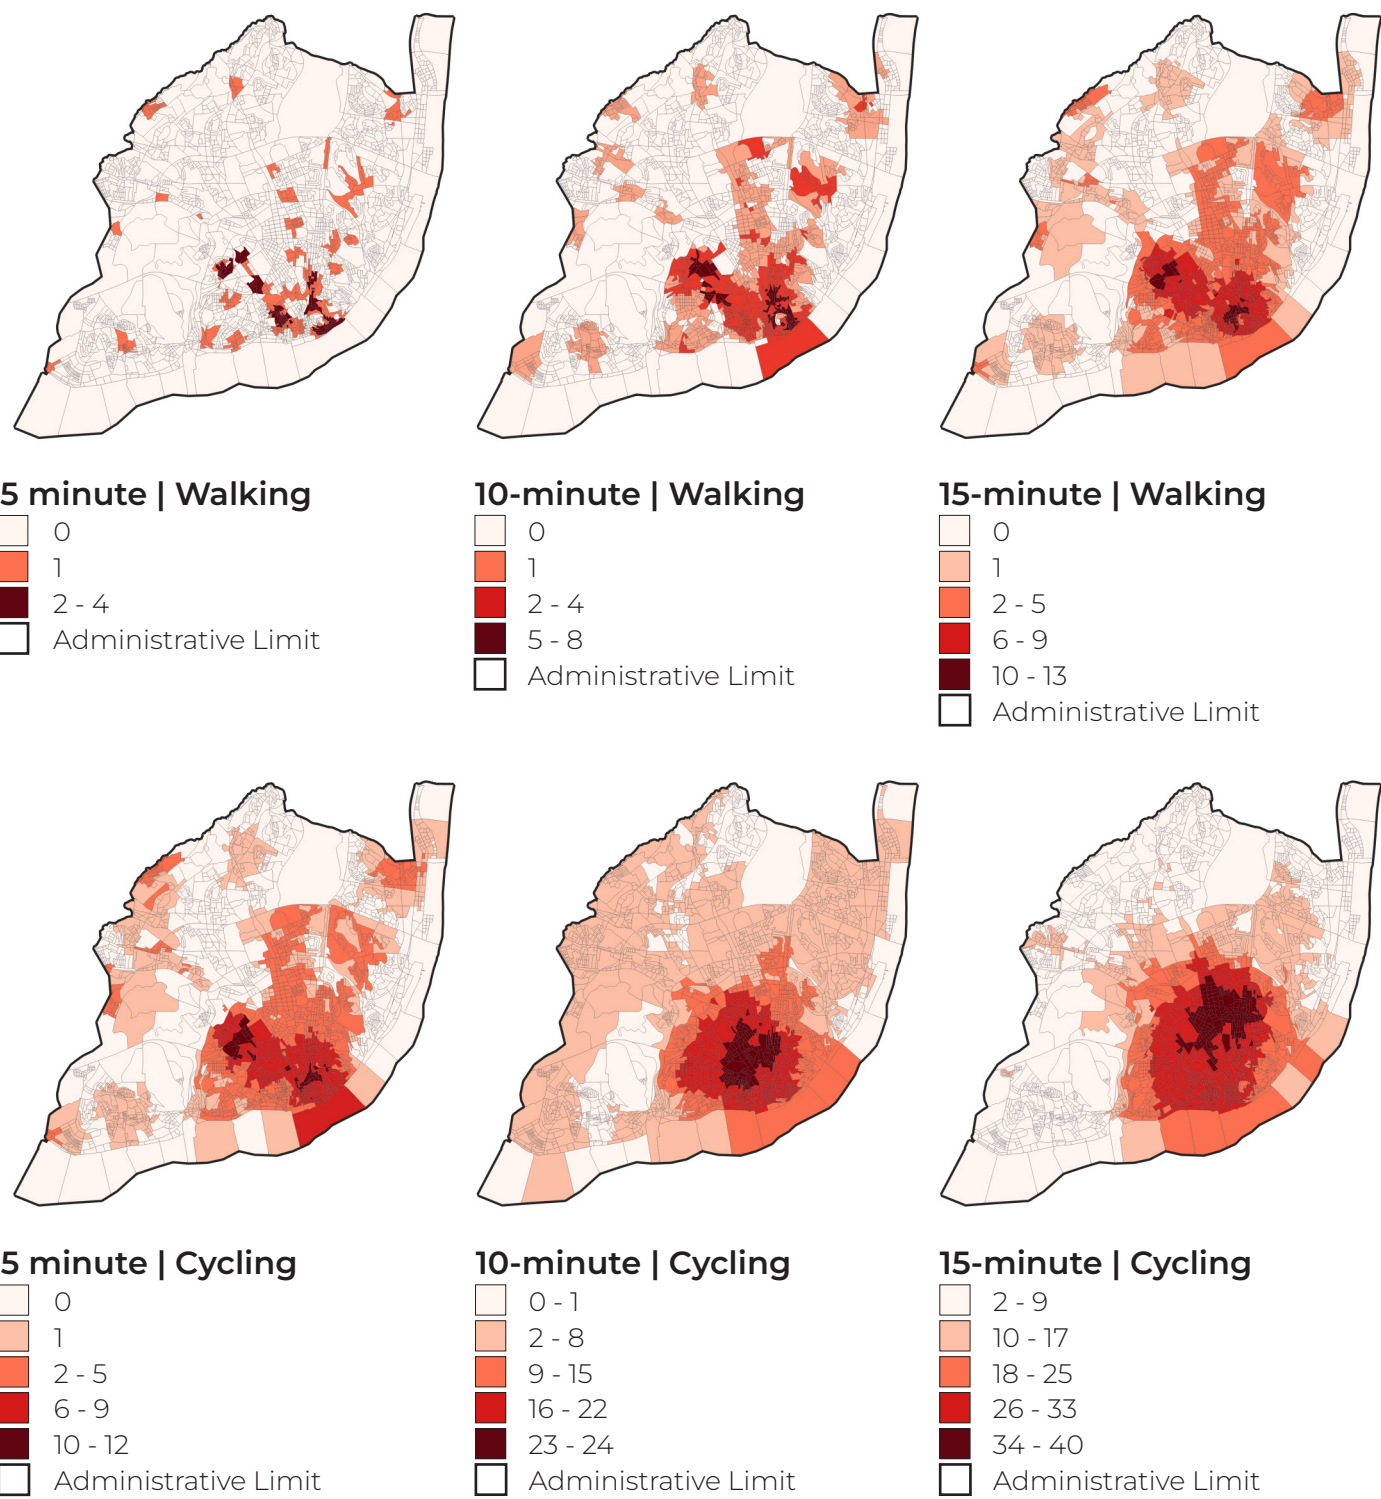 5 minute | Walking
0
1
2 - 4
Administrative Limit
10-minute | Walking
0
1
2 - 4
5 - 8
Administrative Limit
15-minute | Walking
0
1
2 - 5
6 - 9
10 - 13
Administrative Limit
5 minute | Cycling
0
1
2 - 5
6 - 9
10 - 12
Administrative Limit
10-minute | Cycling
0 - 1
2 - 8
9 - 15
16 - 22
23 - 24
Administrative Limit
15-minute | Cycling
2 - 9
10 - 17
18 - 25
26 - 33
34 - 40
Administrative Limit